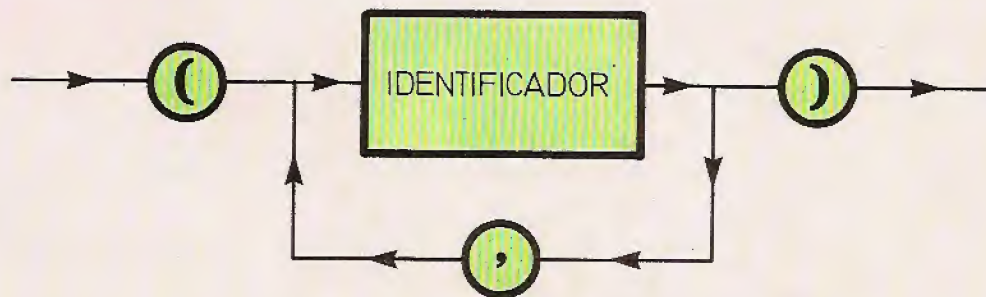 ( IDENTIFICADOR )
,